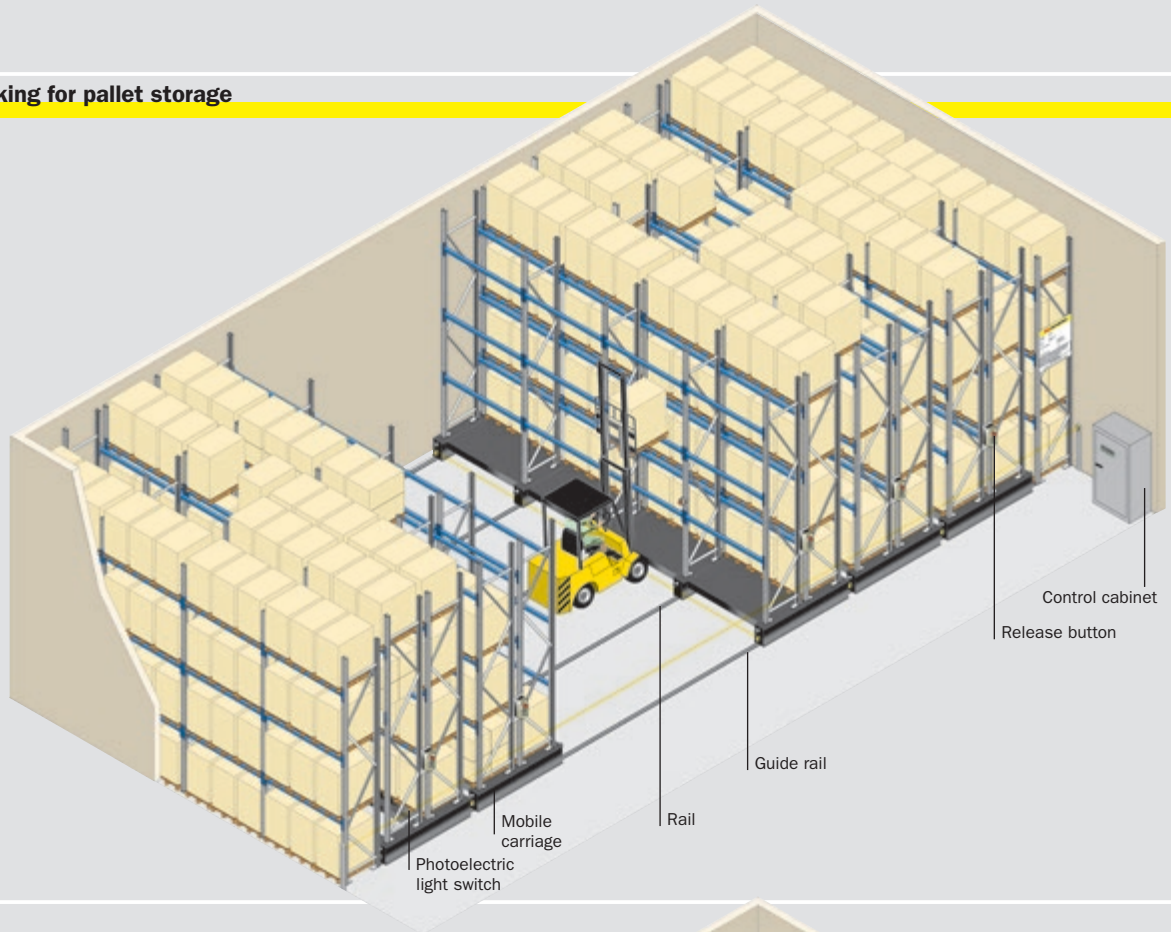 king for pallet storage
Control cabinet
Release button
Guide rail
Rail
Mobile
carriage
Photoelectric
light switch